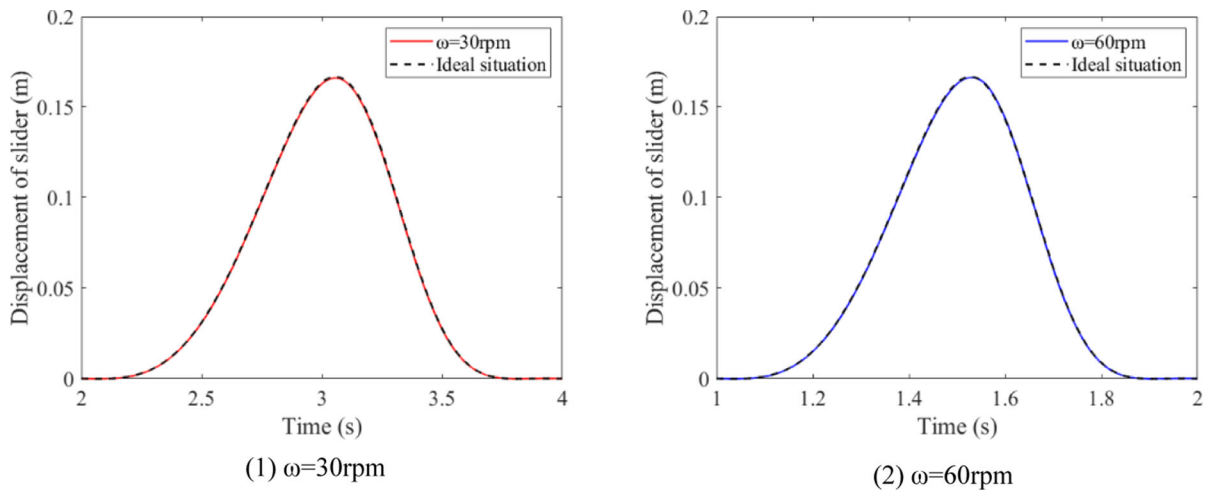 0.2
0.15
0.1
0.05
0
Displacement of slider (m)
ω=30rpm
Ideal situation
2
2.5
3
3.5
4
Time (s)
(1) ω=30rpm
0.2
0.15
0.1
0.05
0
Displacement of slider (m)
ω=60rpm
Ideal situation
1
1.2
1.4
1.6
1.8
2
Time (s)
(2) ω=60rpm